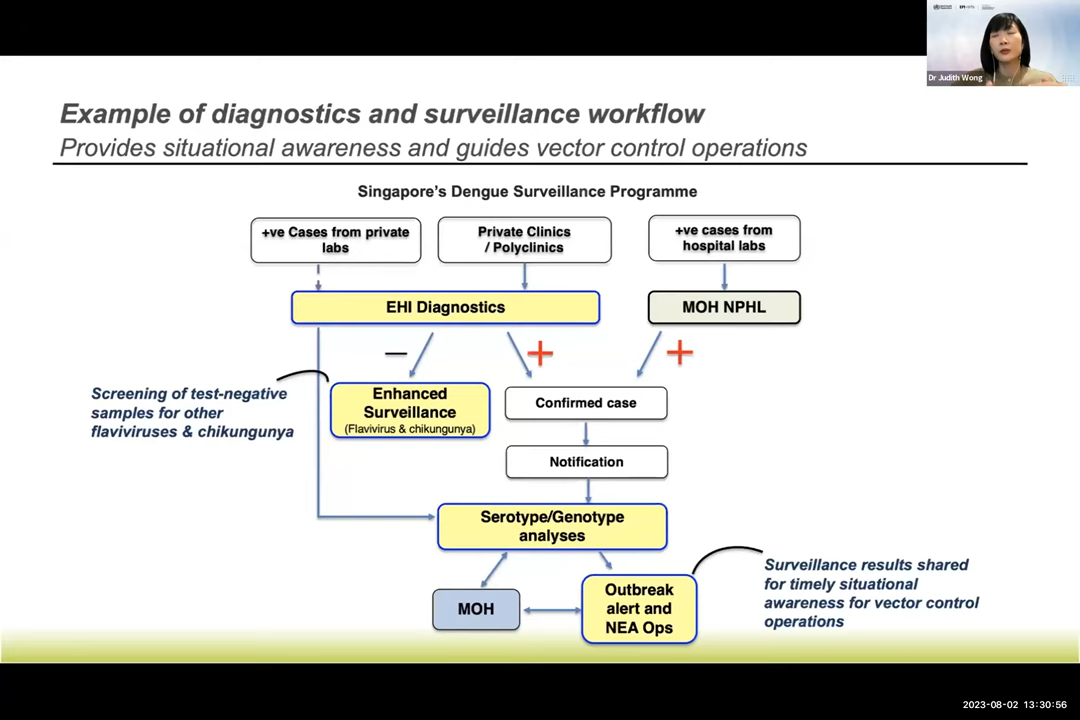 Dr Judith Wong
Example of diagnostics and surveillance workflow
Provides situational awareness and guides vector control operations
Singapore's Dengue Surveillance Programme
+ve Cases from private
labs
Private Clinics
/ Polyclinics
+ve cases from
hospital labs
EHI Diagnostics
MOH NPHL
–
+
+
Screening of test-negative
samples for other
flaviviruses & chikungunya
Enhanced
Surveillance
(Flavivirus & chikungunya)
Confirmed case
Notification
Serotype/Genotype
analyses
MOH
Outbreak
alert and
NEA Ops
Surveillance results shared
for timely situational
awareness for vector control
operations
2023-08-02 13:30:56